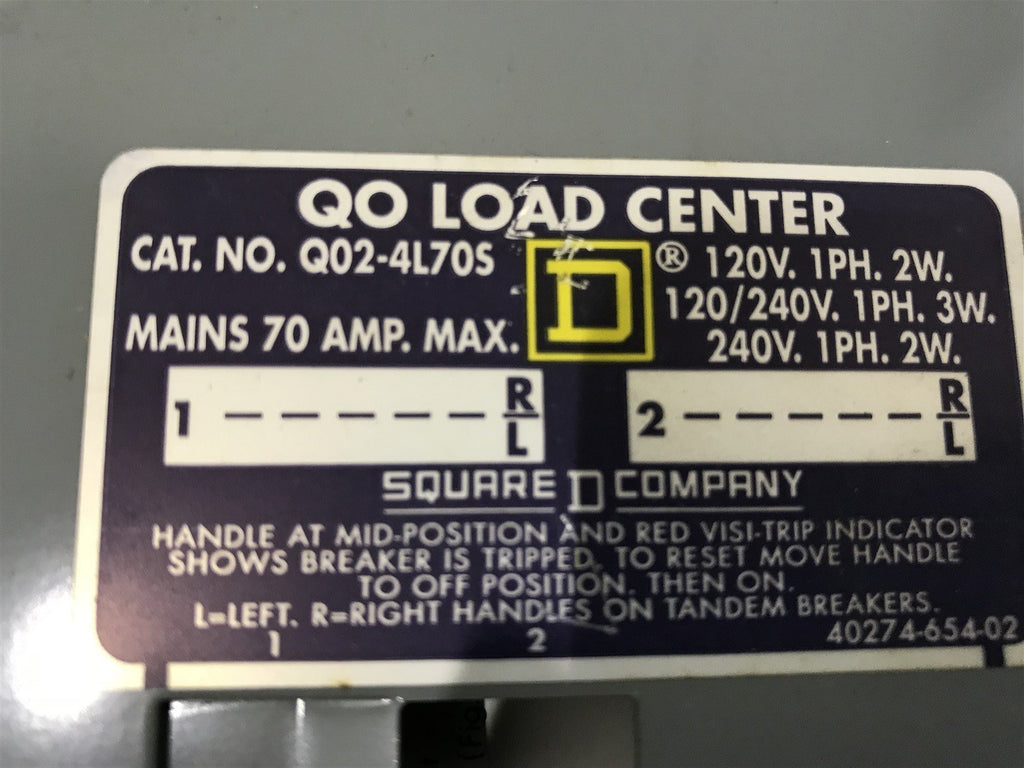 QO LOAD CENTER
CAT. NO. Q02-4L70S
MAINS 70 AMP. MAX.
D
® 120V. 1PH. 2W.
120/240V. 1PH. 3W.
240V. 1PH. 2W.
1 — — — — — R/L
2 — — — — — R/L
SQUARE D COMPANY
HANDLE AT MID-POSITION AND RED VISI-TRIP INDICATOR
SHOWS BREAKER IS TRIPPED. TO RESET MOVE HANDLE
TO OFF POSITION. THEN ON.
L=LEFT. R=RIGHT HANDLES ON TANDEM BREAKERS.
1 2 40274-654-02